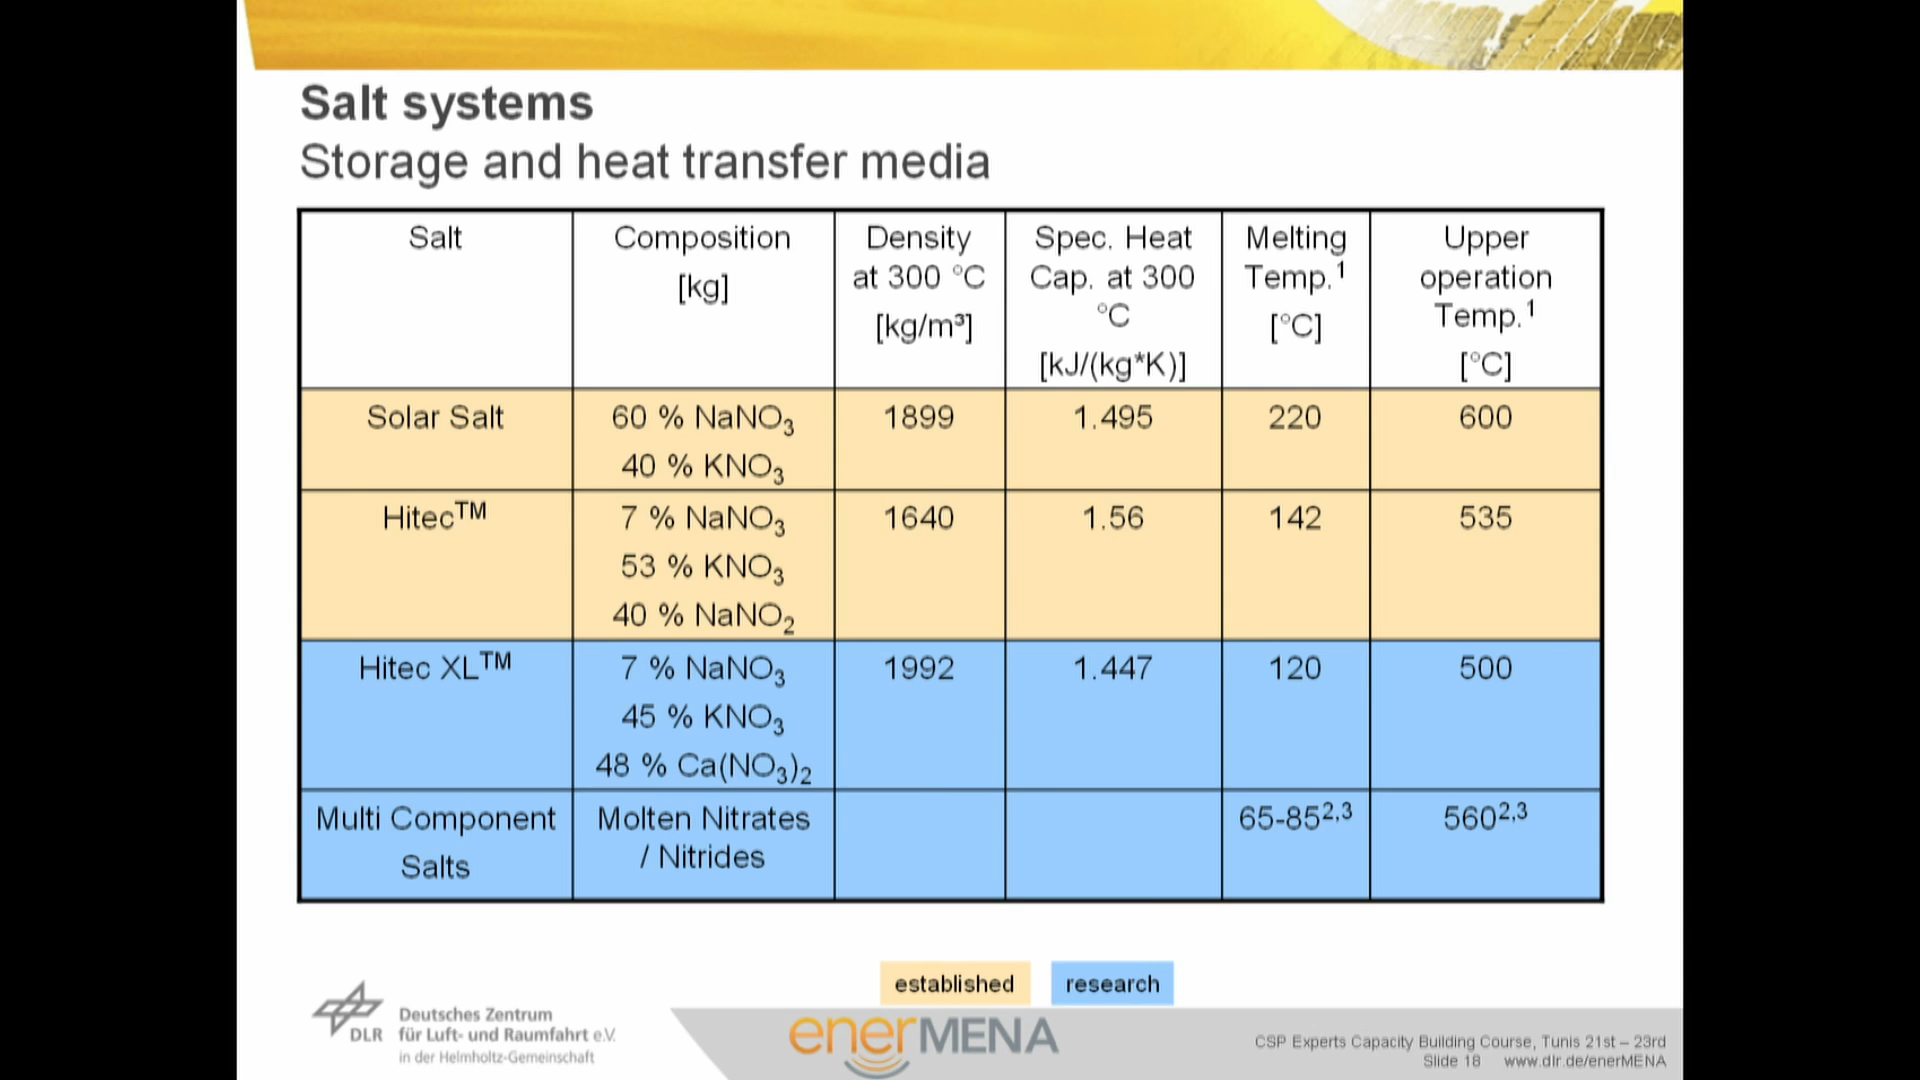 Salt systems
Storage and heat transfer media
Salt
Composition
[kg]
Density
at 300 °C
[kg/m³]
Spec. Heat
Cap. at 300
°C
[kJ/(kg*K)]
Melting
Temp.¹
[°C]
Upper
operation
Temp.¹
[°C]
Solar Salt
60 % NaNO₃
40 % KNO₃
1899
1.495
220
600
Hitec™
7 % NaNO₃
53 % KNO₃
40 % NaNO₂
1640
1.56
142
535
Hitec XL™
7 % NaNO₃
45 % KNO₃
48 % Ca(NO₃)₂
1992
1.447
120
500
Multi Component
Salts
Molten Nitrates
/ Nitrides
65-85²,³
560²,³
established
research
DLR
Deutsches Zentrum
für Luft- und Raumfahrt e.V.
in der Helmholtz-Gemeinschaft
enerMENA
CSP Experts Capacity Building Course, Tunis 21st – 23rd
Slide 18 www.dlr.de/enerMENA